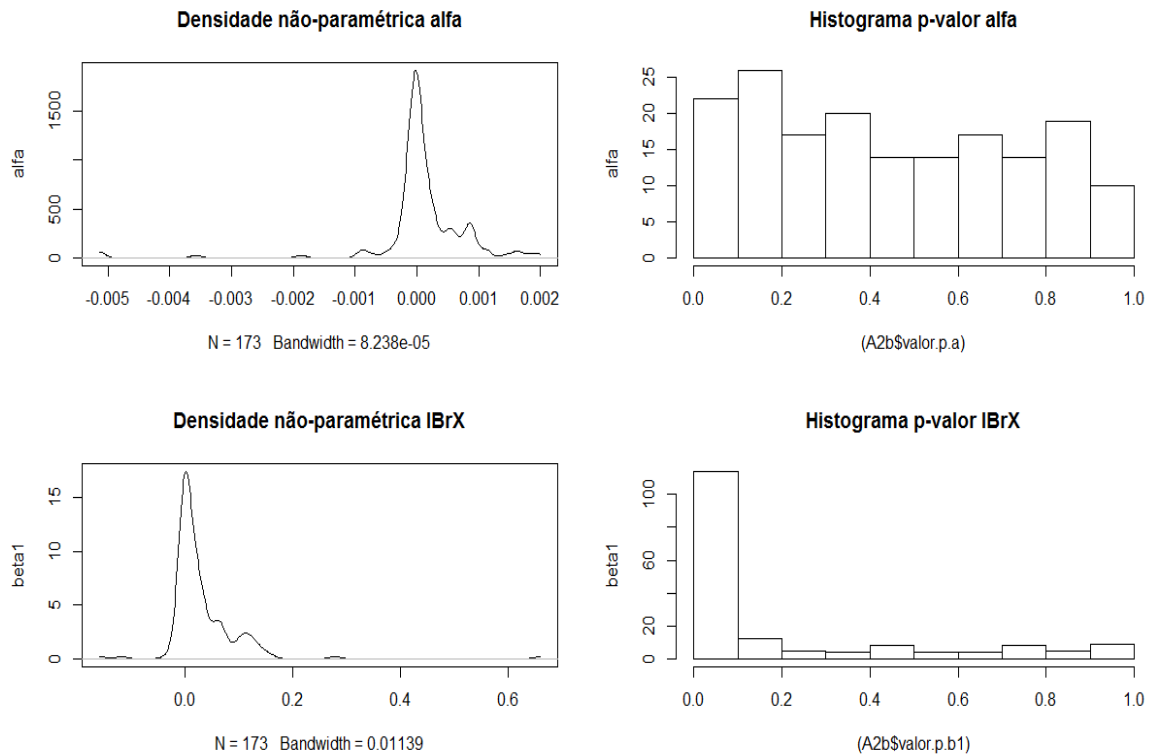 Densidade não-paramétrica alfa
alfa
0
500
1500
-0.005 -0.004 -0.003 -0.002 -0.001 0.000 0.001 0.002
N = 173 Bandwidth = 8.238e-05
Histograma p-valor alfa
alfa
0
5
10
15
20
25
0.0 0.2 0.4 0.6 0.8 1.0
(A2b$valor.p.a)
Densidade não-paramétrica IBrX
beta1
0
5
10
15
0.0 0.2 0.4 0.6
N = 173 Bandwidth = 0.01139
Histograma p-valor IBrX
beta1
0
20
60
100
0.0 0.2 0.4 0.6 0.8 1.0
(A2b$valor.p.b1)